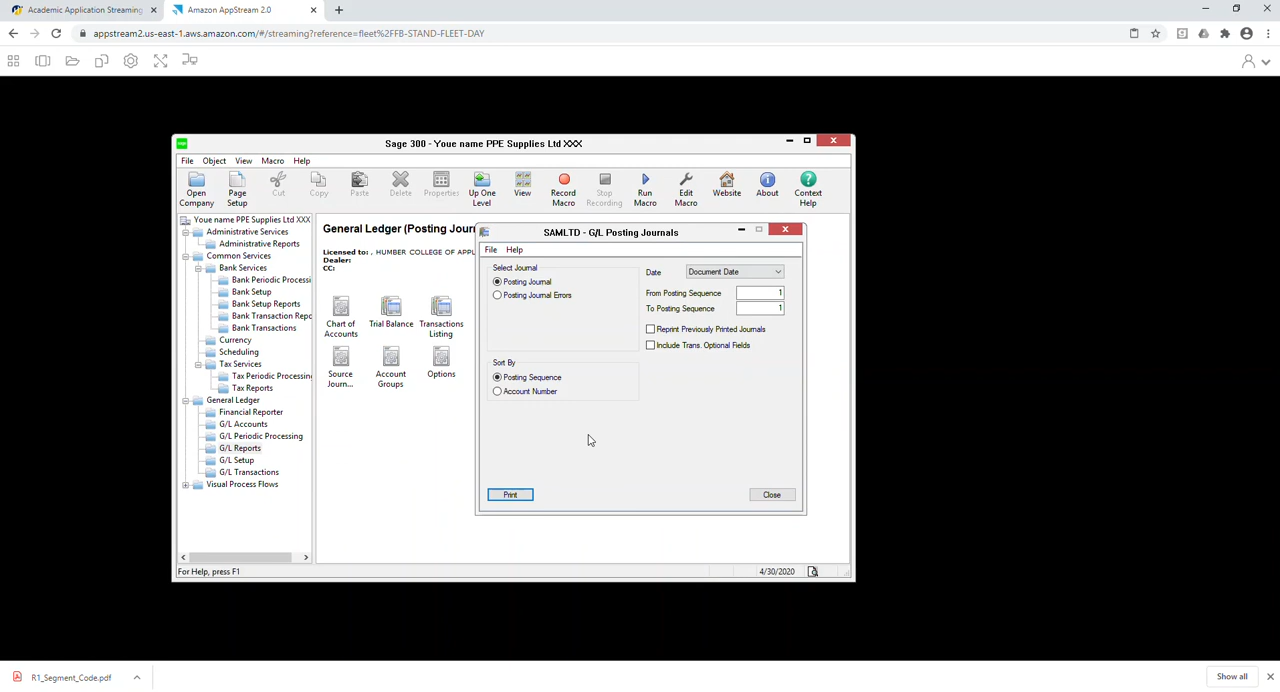 Academic Application Streaming
Amazon AppStream 2.0
appstream2.us-east-1.aws.amazon.com/#/streaming?reference=fleet%2FFB-STAND-FLEET-DAY
Sage 300 - Youe name PPE Supplies Ltd XXX
File Object View Macro Help
Open Company
Page Setup
Cut
Copy
Paste
Delete
Properties
Up One Level
View
Record Macro
Stop Recording
Run Macro
Edit Macro
Website
About
Context Help
Youe name PPE Supplies Ltd XXX
Administrative Services
Administrative Reports
Common Services
Bank Services
Bank Periodic Processi
Bank Setup
Bank Setup Reports
Bank Transaction Repo
Bank Transactions
Currency
Scheduling
Tax Services
Tax Periodic Processing
Tax Reports
General Ledger
Financial Reporter
G/L Accounts
G/L Periodic Processing
G/L Reports
G/L Setup
G/L Transactions
Visual Process Flows
General Ledger (Posting Jour
Licensed to: , HUMBER COLLEGE OF APPL
Dealer:
CC:
Chart of Accounts
Trial Balance
Transactions Listing
Source Journ...
Account Groups
Options
SAMLTD - G/L Posting Journals
File Help
Select Journal
Posting Journal
Posting Journal Errors
Date Document Date
From Posting Sequence 1
To Posting Sequence 1
Reprint Previously Printed Journals
Include Trans. Optional Fields
Sort By
Posting Sequence
Account Number
Print
Close
For Help, press F1
4/30/2020
R1_Segment_Code.pdf
Show all